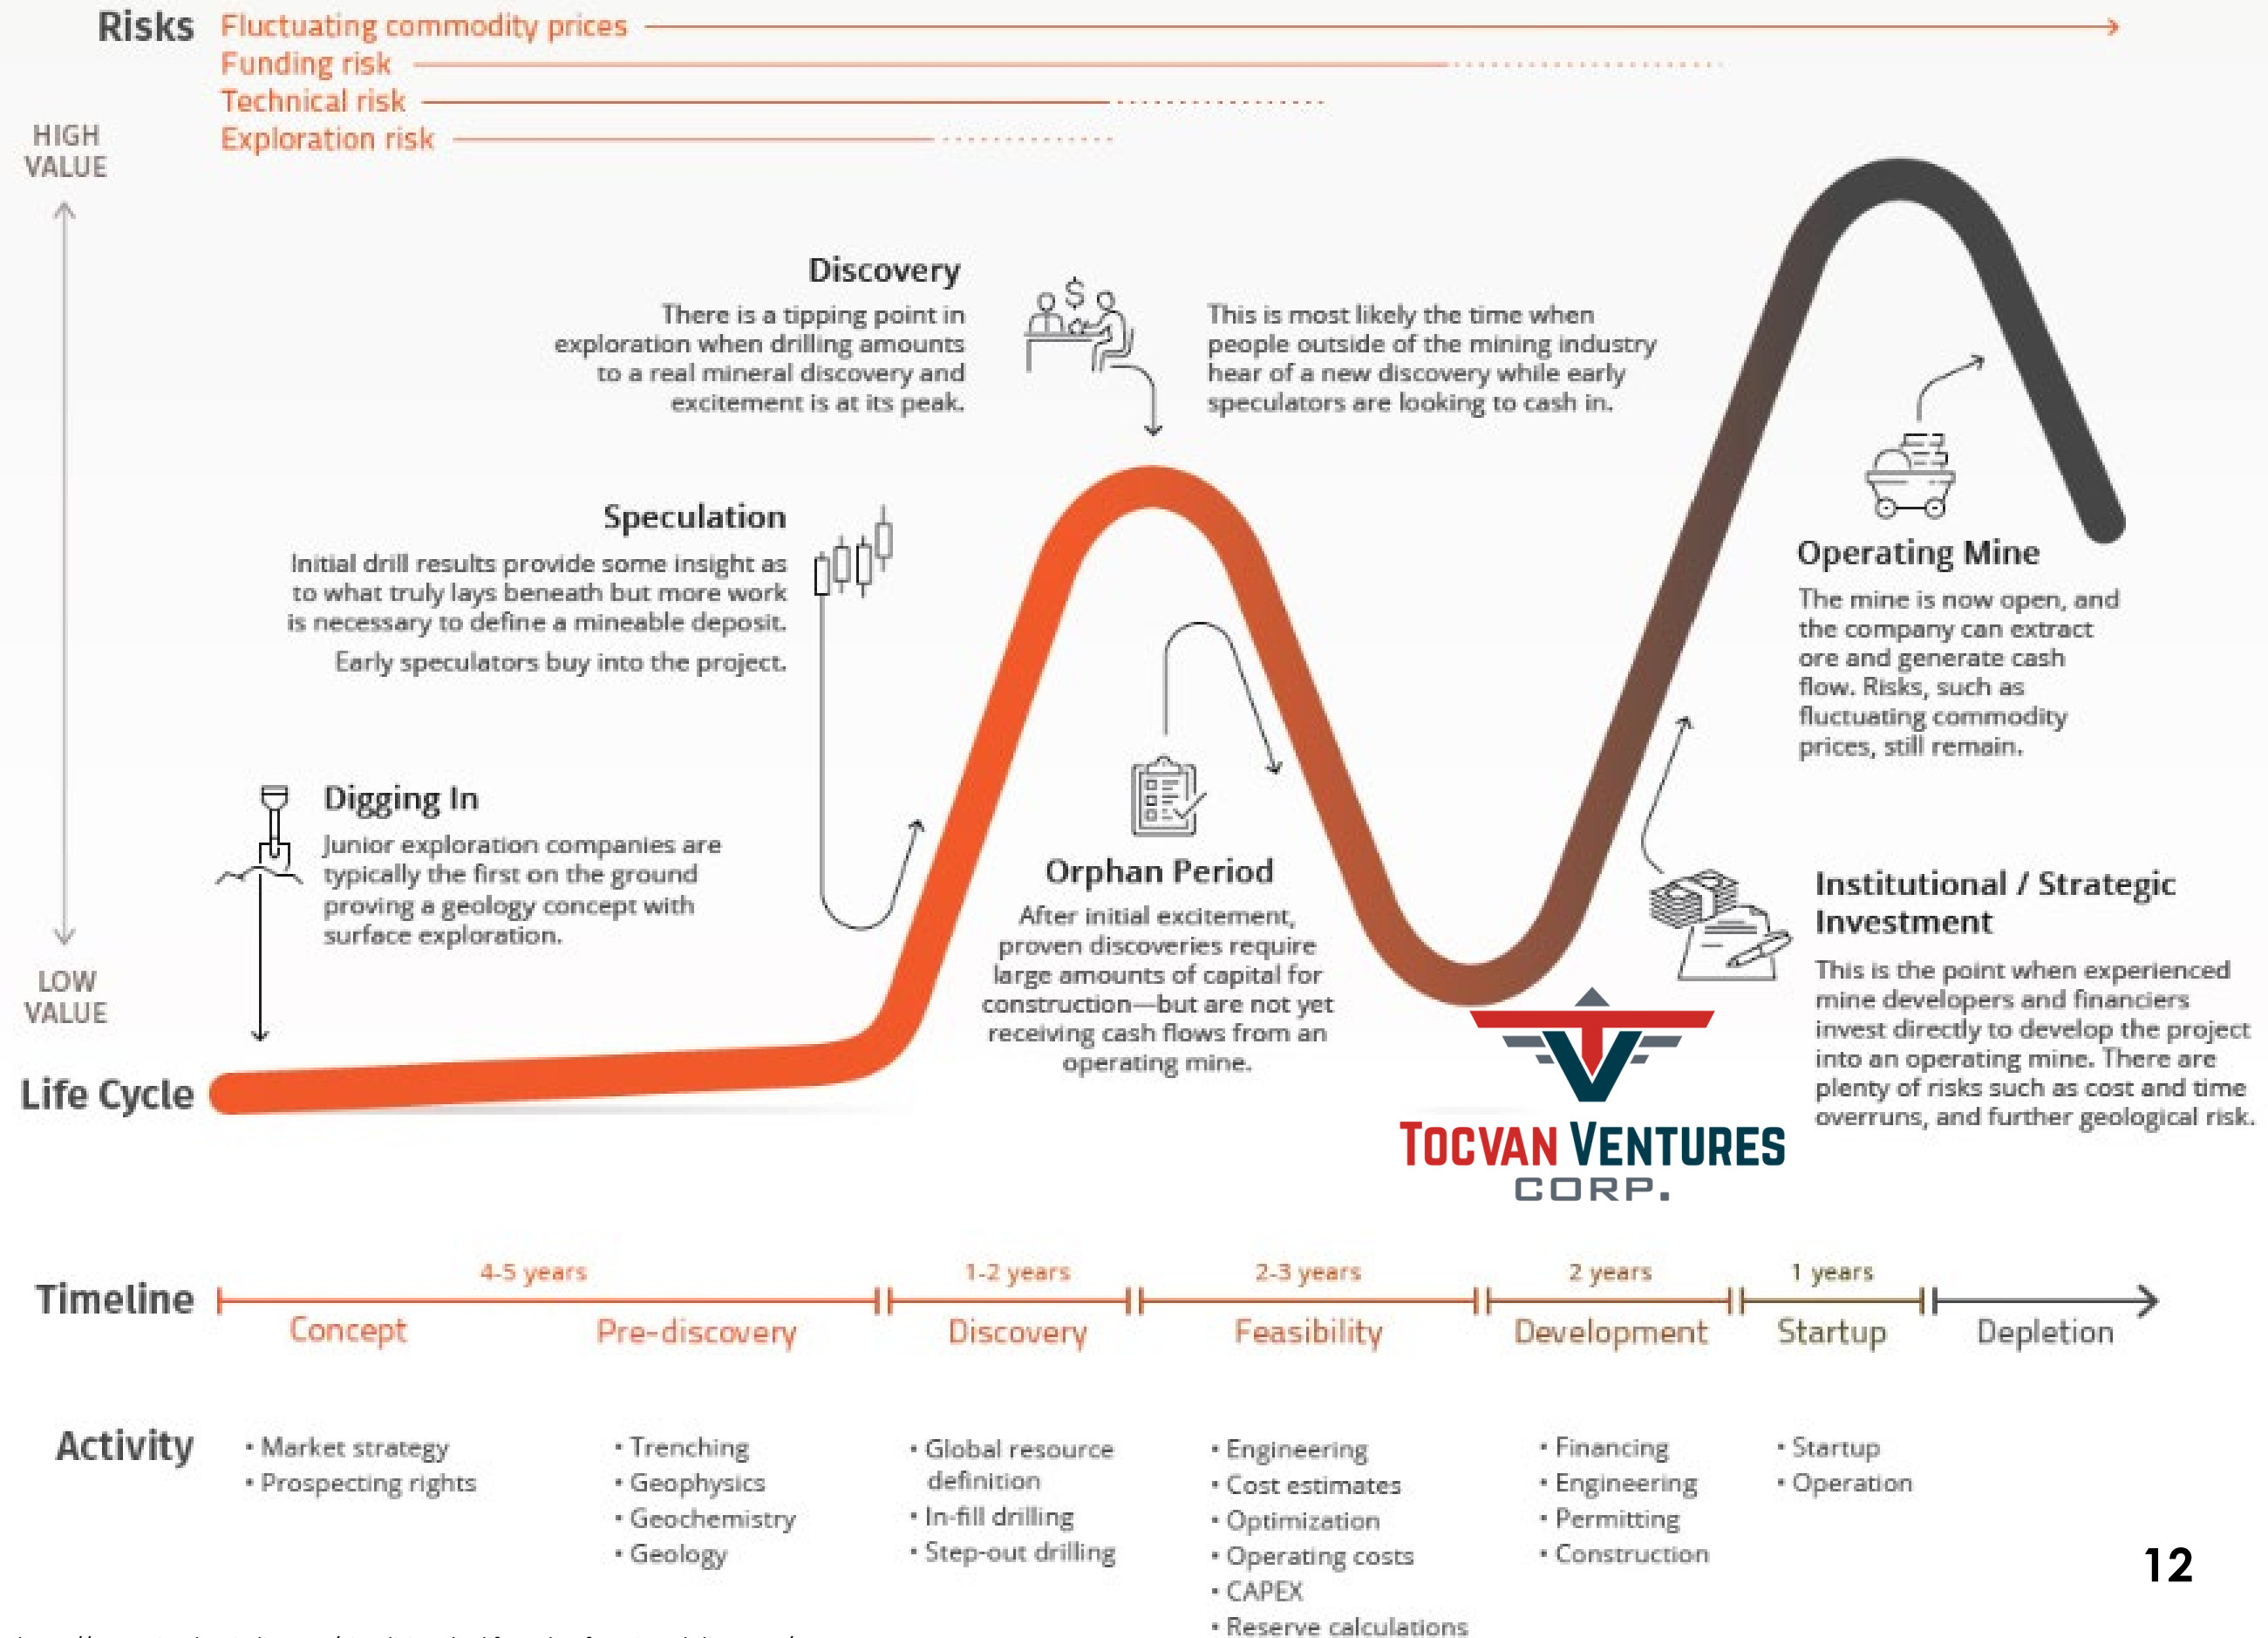 Risks
Fluctuating commodity prices
Funding risk
Technical risk
Exploration risk
HIGH
VALUE
LOW
VALUE
Discovery
There is a tipping point in
exploration when drilling amounts
to a real mineral discovery and
excitement is at its peak.
$
This is most likely the time when
people outside of the mining industry
hear of a new discovery while early
speculators are looking to cash in.
Speculation
Initial drill results provide some insight as
to what truly lays beneath but more work
is necessary to define a mineable deposit.
Early speculators buy into the project.
Digging In
Junior exploration companies are
typically the first on the ground
proving a geology concept with
surface exploration.
Orphan Period
After initial excitement,
proven discoveries require
large amounts of capital for
construction—but are not yet
receiving cash flows from an
operating mine.
Operating Mine
The mine is now open, and
the company can extract
ore and generate cash
flow. Risks, such as
fluctuating commodity
prices, still remain.
Institutional / Strategic
Investment
This is the point when experienced
mine developers and financiers
invest directly to develop the project
into an operating mine. There are
plenty of risks such as cost and time
overruns, and further geological risk.
Life Cycle
TOCVAN VENTURES
CORP.
Timeline
4-5 years
1-2 years
2-3 years
2 years
1 years
Concept
Pre-discovery
Discovery
Feasibility
Development
Startup
Depletion
Activity
• Market strategy
• Prospecting rights
• Trenching
• Geophysics
• Geochemistry
• Geology
• Global resource
definition
• In-fill drilling
• Step-out drilling
• Engineering
• Cost estimates
• Optimization
• Operating costs
• CAPEX
• Reserve calculations
• Financing
• Engineering
• Permitting
• Construction
• Startup
• Operation
12